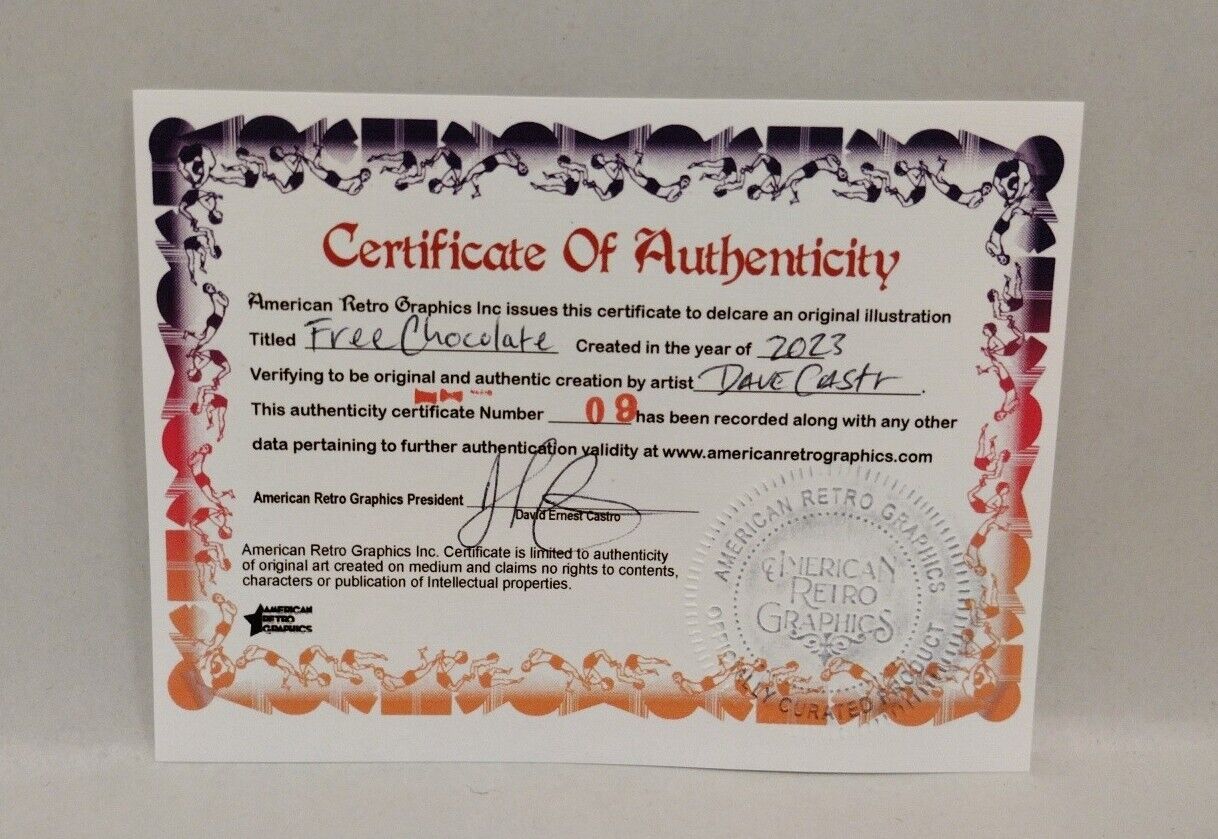 Certificate Of Authenticity
American Retro Graphics Inc issues this certificate to delcare an original illustration
Titled Free Chocolate Created in the year of 2023
Verifying to be original and authentic creation by artist Dave Castr.
This authenticity certificate Number 09 has been recorded along with any other
data pertaining to further authentication validity at www.americanretrographics.com
American Retro Graphics President
David Ernest Castro
American Retro Graphics Inc. Certificate is limited to authenticity
of original art created on medium and claims no rights to contents,
characters or publication of Intellectual properties.
AMERICAN
RETRO
GRAPHICS
AMERICAN RETRO GRAPHICS
AMERICAN
RETRO
GRAPHICS
OFFICIALLY CURATED PRODUCT